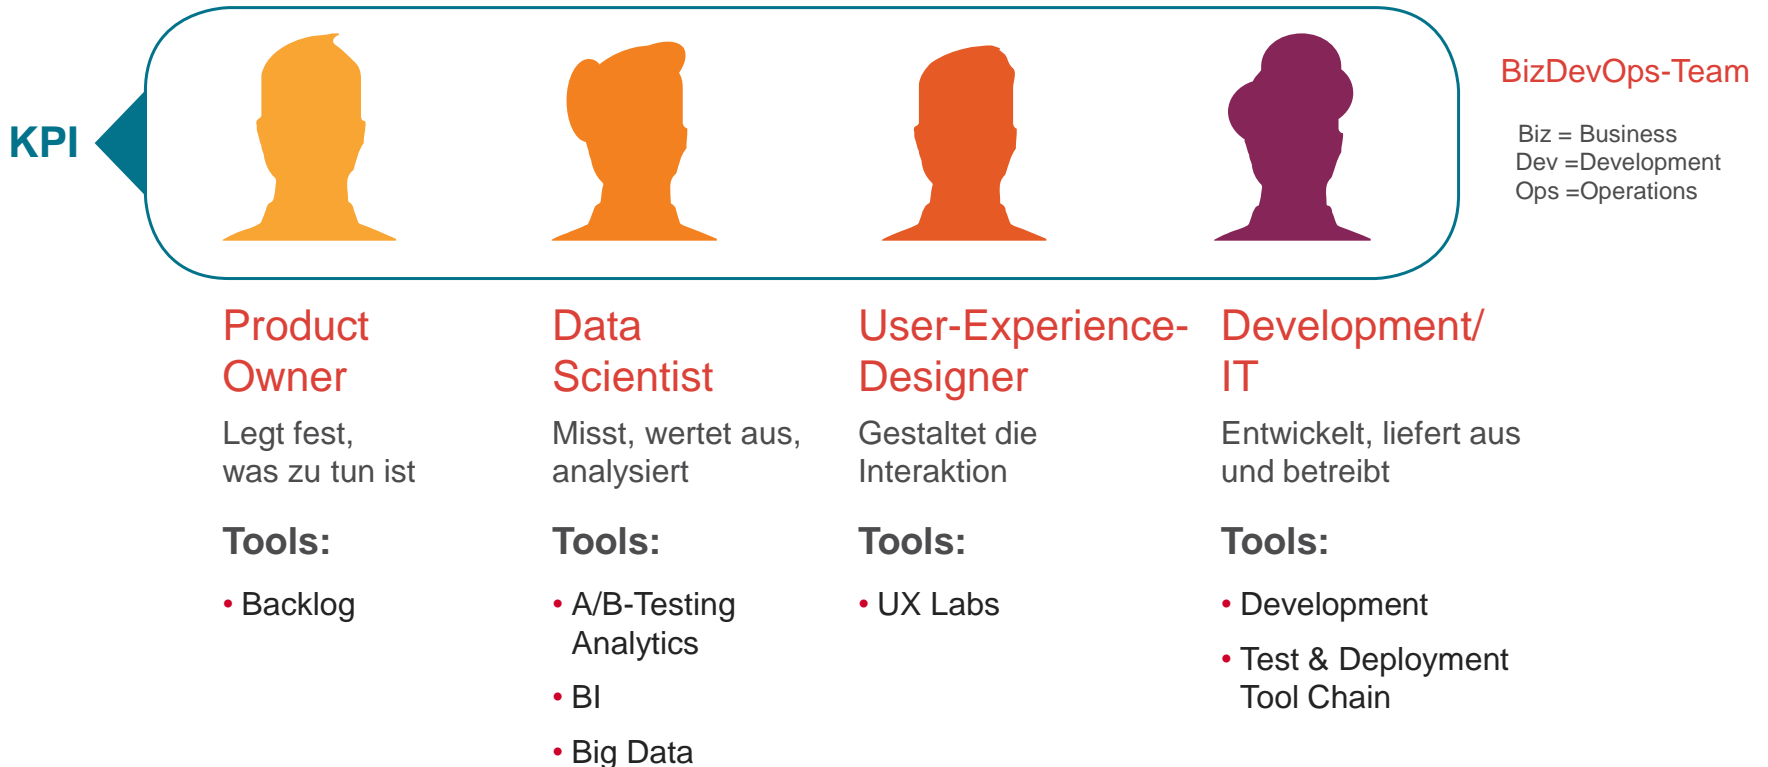 KPI
BizDevOps-Team
Biz = Business
Dev =Development
Ops =Operations
Product
Owner
Legt fest,
was zu tun ist
Tools:
• Backlog
Data
Scientist
Misst, wertet aus,
analysiert
Tools:
• A/B-Testing
Analytics
• BI
• Big Data
User-Experience-
Designer
Gestaltet die
Interaktion
Tools:
• UX Labs
Development/
IT
Entwickelt, liefert aus
und betreibt
Tools:
• Development
• Test & Deployment
Tool Chain